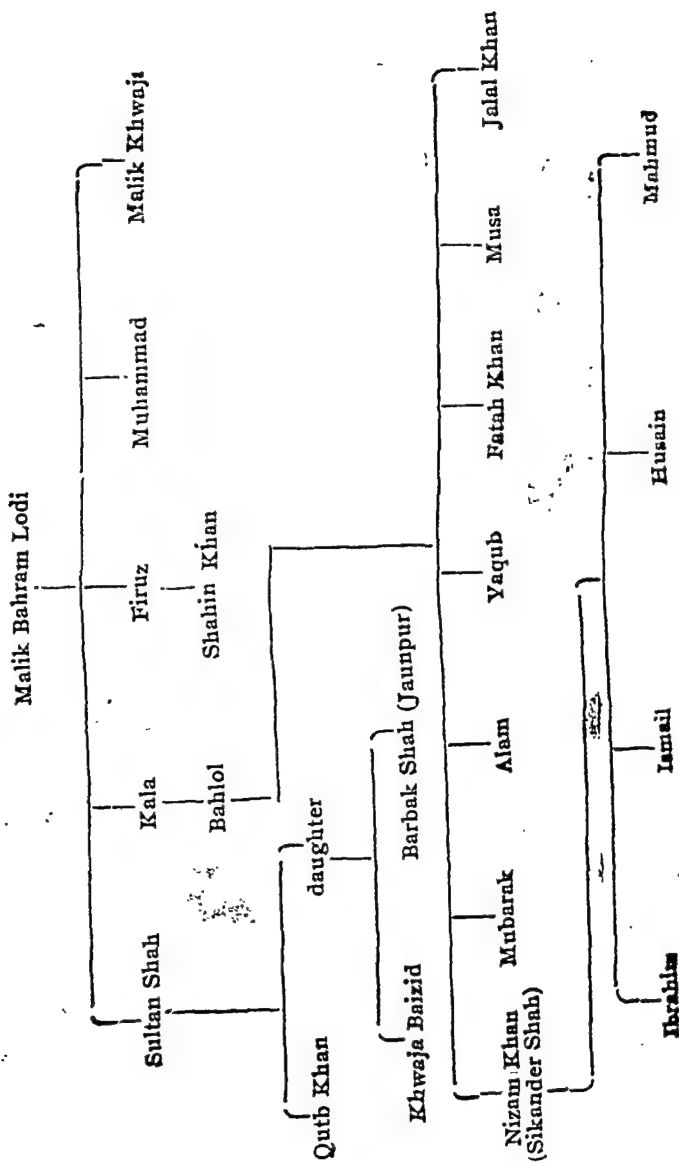 Malik Bahram Lodi
Sultan Shah
Kala
Firuz
Muhammad
Malik Khwaji
Bahlol
Shahin Khan
Qutb Khan
daughter
Khwaja Baizid
Barbak Shah (Jaunpur)
Nizam Khan
(Sikander Shah)
Mubarak
Alam
Yaqub
Fatah Khan
Musa
Jalal Khan
Ibrahim
Ismail
Husain
Mahmud